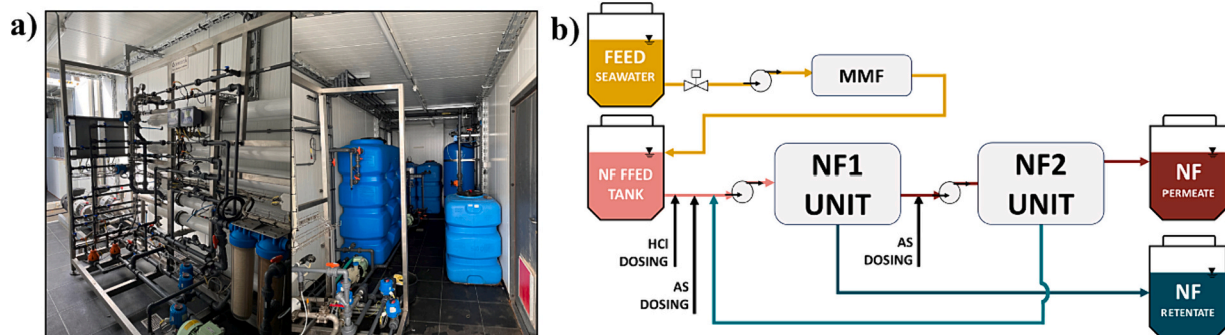 a)
b)
FEED
SEAWATER
MMF
NF FFED
TANK
NF1
UNIT
NF2
UNIT
NF
PERMEATE
HCl
DOSING
AS
DOSING
AS
DOSING
NF
RETENTATE